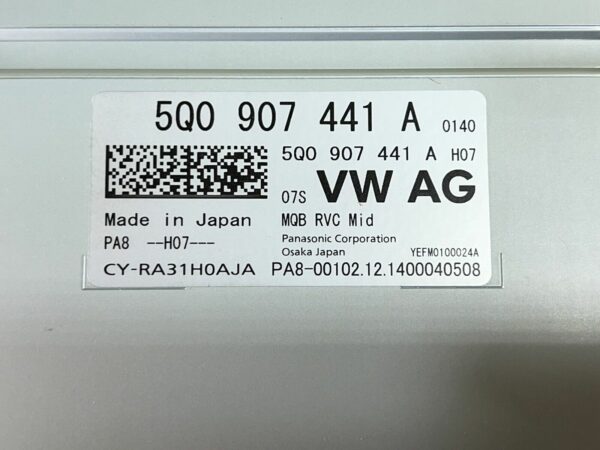 5Q0 907 441 A 0140
5Q0 907 441 A H07
07S VW AG
Made in Japan MQB RVC Mid
PA8 --H07--- Panasonic Corporation
Osaka Japan YEFM0100024A
CY-RA31H0AJA PA8-00102.12.1400040508